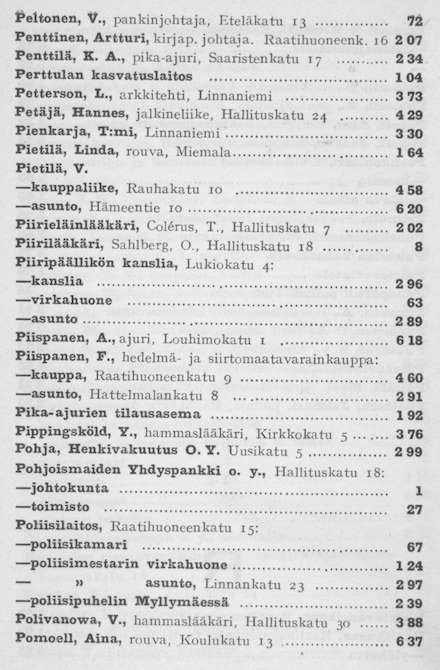 Peltonen, V., pankinjohtaja, Eteläkatu 13 ............... 72
Penttinen, Artturi, kirjap. johtaja. Raatihuoneenk. 16 2 07
Penttilä, K. A., pika-ajuri, Saaristenkatu 17 ........... 2 34
Perttulan kasvatuslaitos ............... 1 04
Petterson, L., arkkitehti, Linnaniemi ............... 3 73
Petäjä, Hannes, jalkineliike, Hallituskatu 24 ........... 4 29
Pienkarja, T:mi, Linnaniemi ............... 3 30
Pietilä, Linda, rouva, Miemala............... 1 64
Pietilä, V.
—kauppaliike, Rauhakatu 10 ............... 4 58
—asunto, Hämeentie 10 ............... 6 20
Piirieläinlääkäri, Colérus, T., Hallituskatu 7 ......... 2 02
Piirilääkäri, Sahlberg, O., Hallituskatu 18 ............ 8
Piiripäällikön kanslia, Lukiokatu 4:
—kanslia ............... 2 96
—virkahuone ............... 63
—asunto ............... 2 89
Piispanen, A., ajuri, Louhimokatu 1 ............... 6 18
Piispanen, F., hedelmä- ja siirtomaatavarainkauppa:
—kauppa, Raatihuoneenkatu 9 ............... 4 60
—asunto, Hattelmalankatu 8 ............... 2 91
Pika-ajurien tilausasema ............... 1 92
Pippingsköld, Y., hammaslääkäri, Kirkkokatu 5 ...... 3 76
Pohja, Henkivakuutus O. Y. Uusikatu 5 ............... 2 99
Pohjoismaiden Yhdyspankki o. y., Hallituskatu 18:
—johtokunta ............... 1
—toimisto ............... 27
Poliisilaitos, Raatihuoneenkatu 15:
—poliisikamari ............... 67
—poliisimestarin virkahuone ............... 1 24
— » asunto, Linnankatu 23 ............ 2 97
—poliisipuhelin Myllymäessä ............... 2 39
Polivanowa, V., hammaslääkäri, Hallituskatu 30 ...... 3 88
Pomoell, Aina, rouva, Koulukatu 13 ............... 6 37